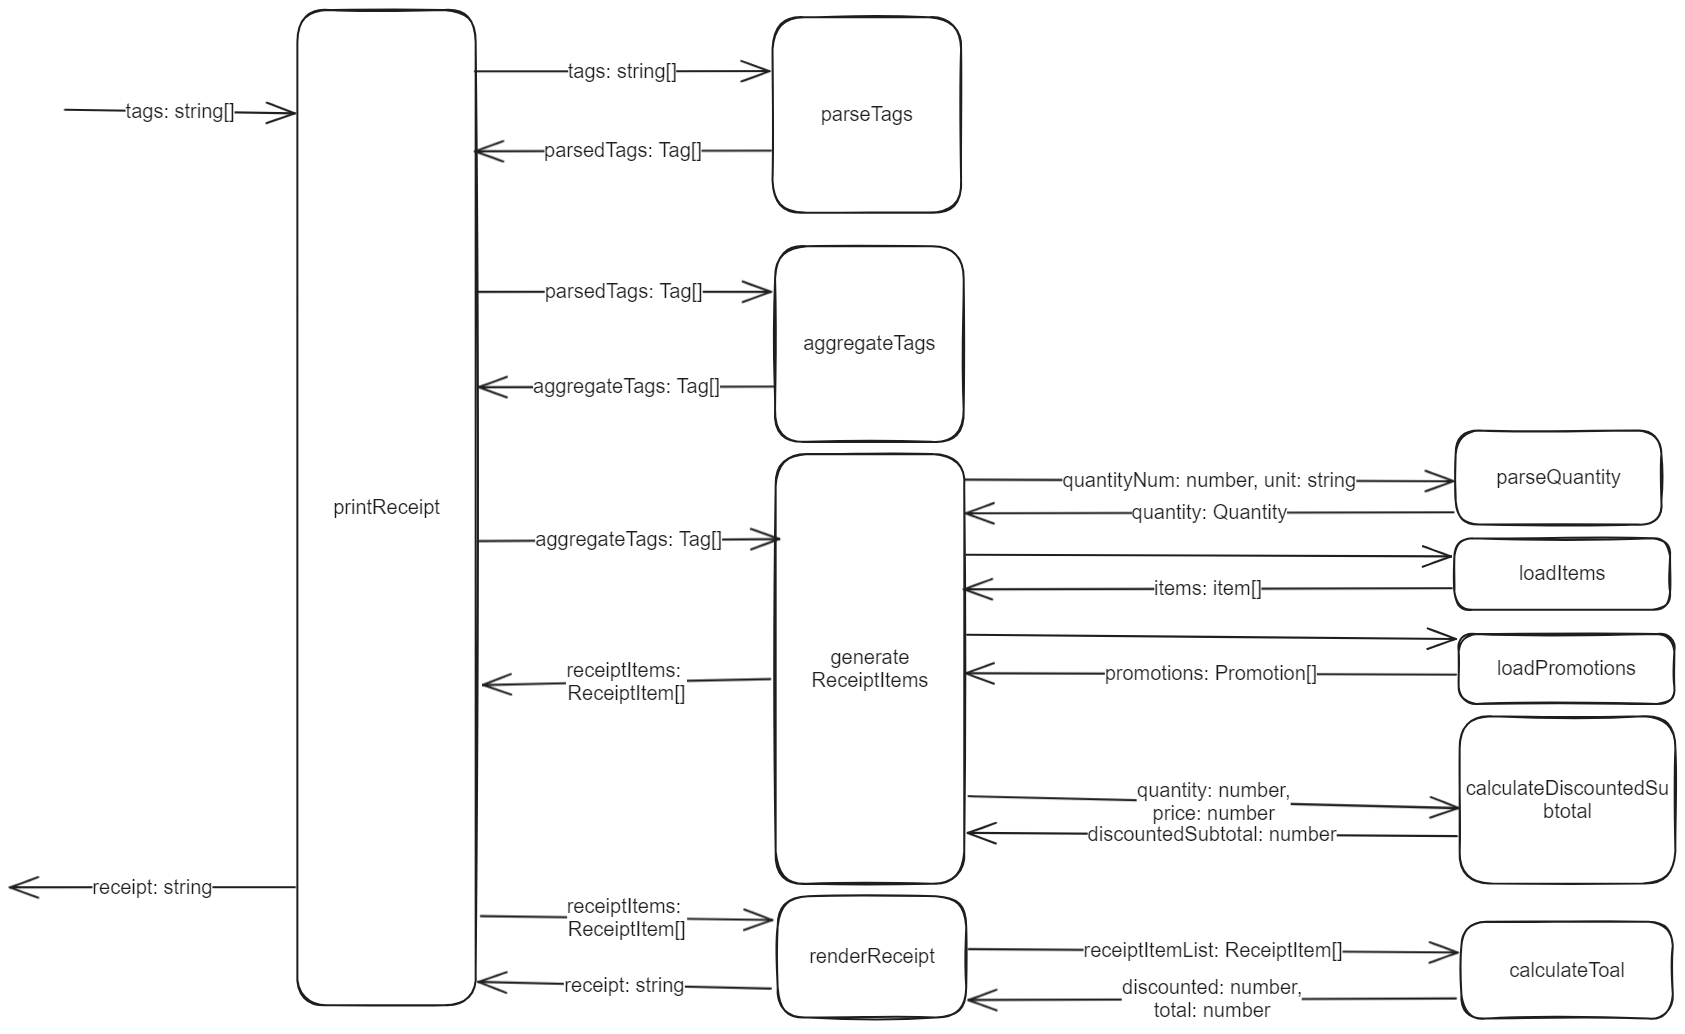 tags: string[]
printReceipt
receipt: string
tags: string[]
parsedTags: Tag[]
parseTags
parsedTags: Tag[]
aggregateTags: Tag[]
aggregateTags
aggregateTags: Tag[]
receiptItems:
ReceiptItem[]
generate
ReceiptItems
quantityNum: number, unit: string
quantity: Quantity
parseQuantity
items: item[]
loadItems
promotions: Promotion[]
loadPromotions
quantity: number,
price: number
discountedSubtotal: number
calculateDiscountedSu
btotal
receiptItems:
ReceiptItem[]
receipt: string
renderReceipt
receiptItemList: ReceiptItem[]
discounted: number,
total: number
calculateToal